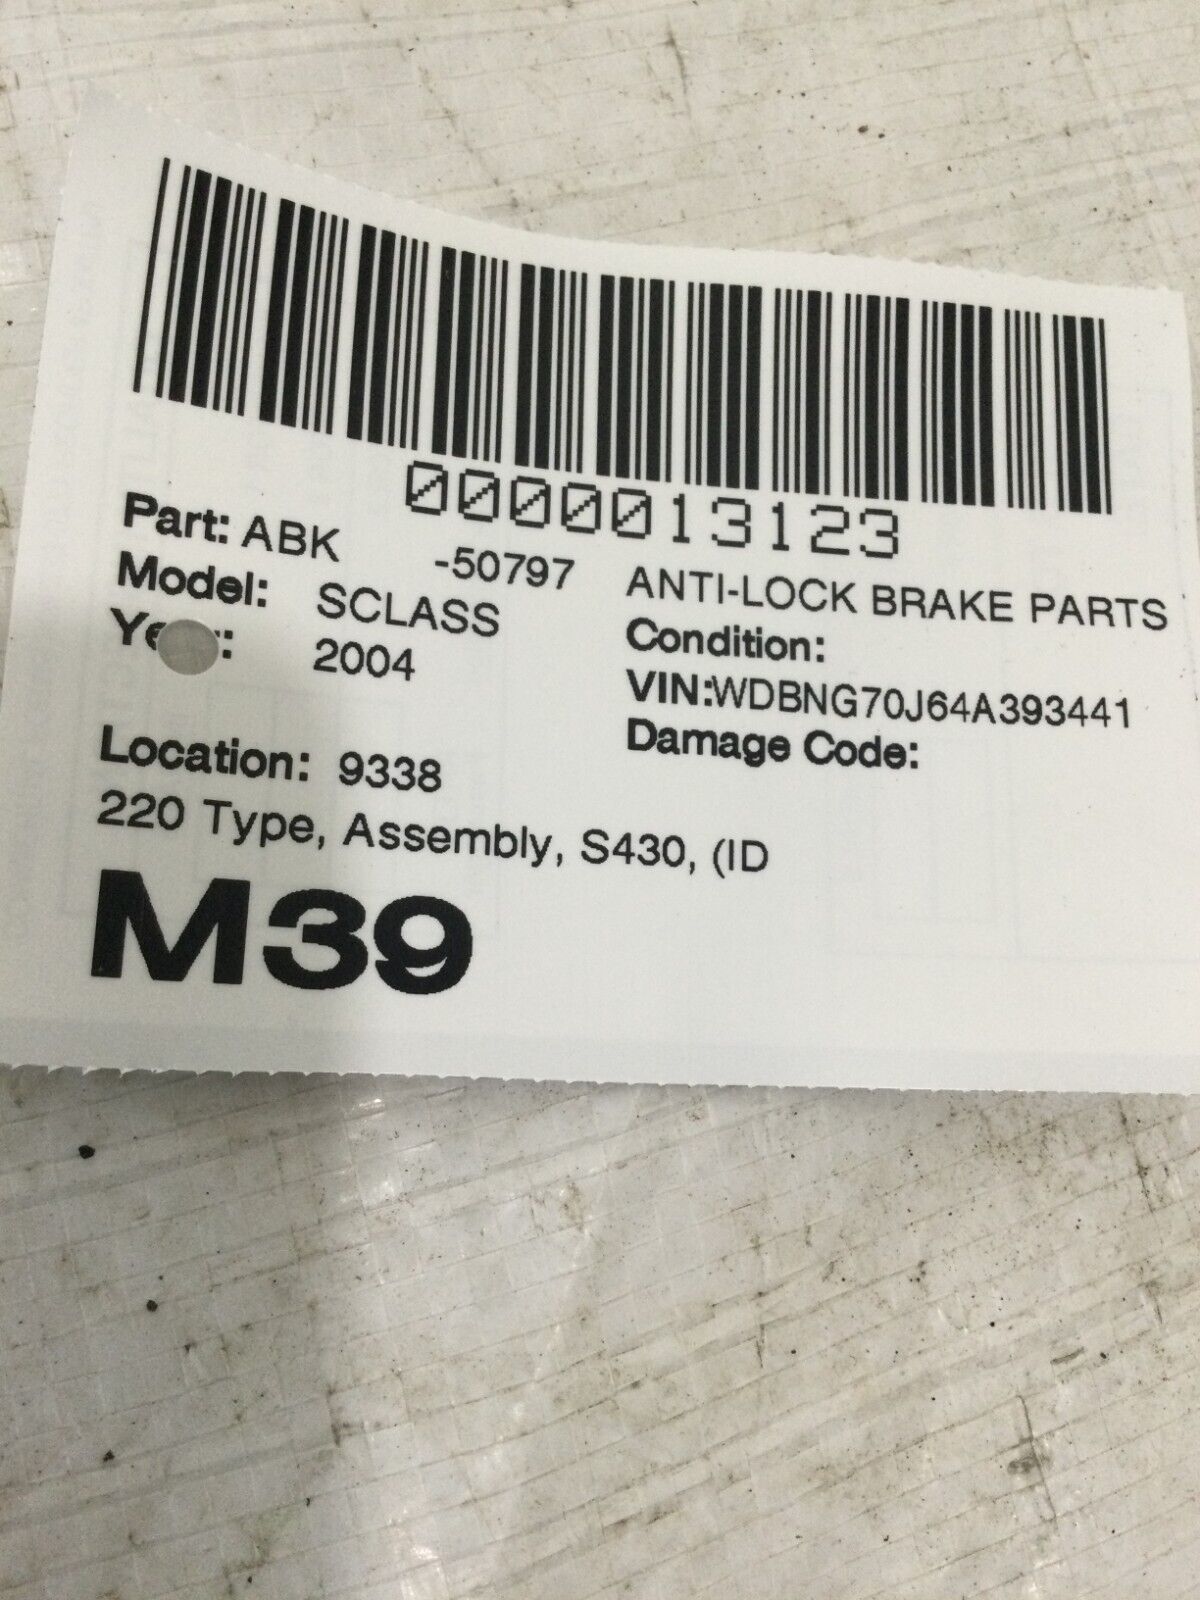 0000013123
Part: ABK -50797 ANTI-LOCK BRAKE PARTS
Model: SCLASS Condition:
2004 VIN:WDBNG70J64A393441
Damage Code:
Location: 9338
220 Type, Assembly, S430, (ID
M39